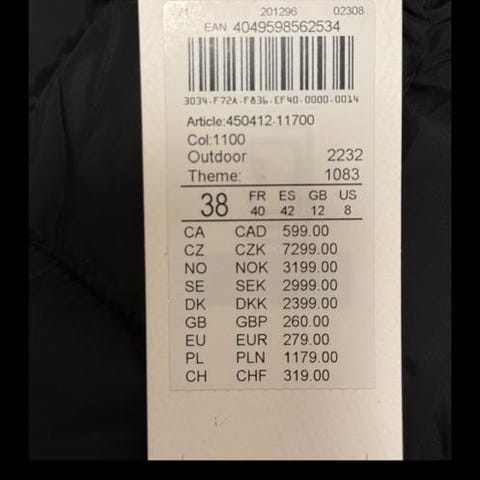 71 201296 02308
EAN 4049598562534
3034.F72A.F836.EF40.0000.0014
Article:450412-11700
Col:1100
Outdoor 2232
Theme: 1083
38 FR ES GB US
40 42 12 8
CA CAD 599.00
CZ CZK 7299.00
NO NOK 3199.00
SE SEK 2999.00
DK DKK 2399.00
GB GBP 260.00
EU EUR 279.00
PL PLN 1179.00
CH CHF 319.00